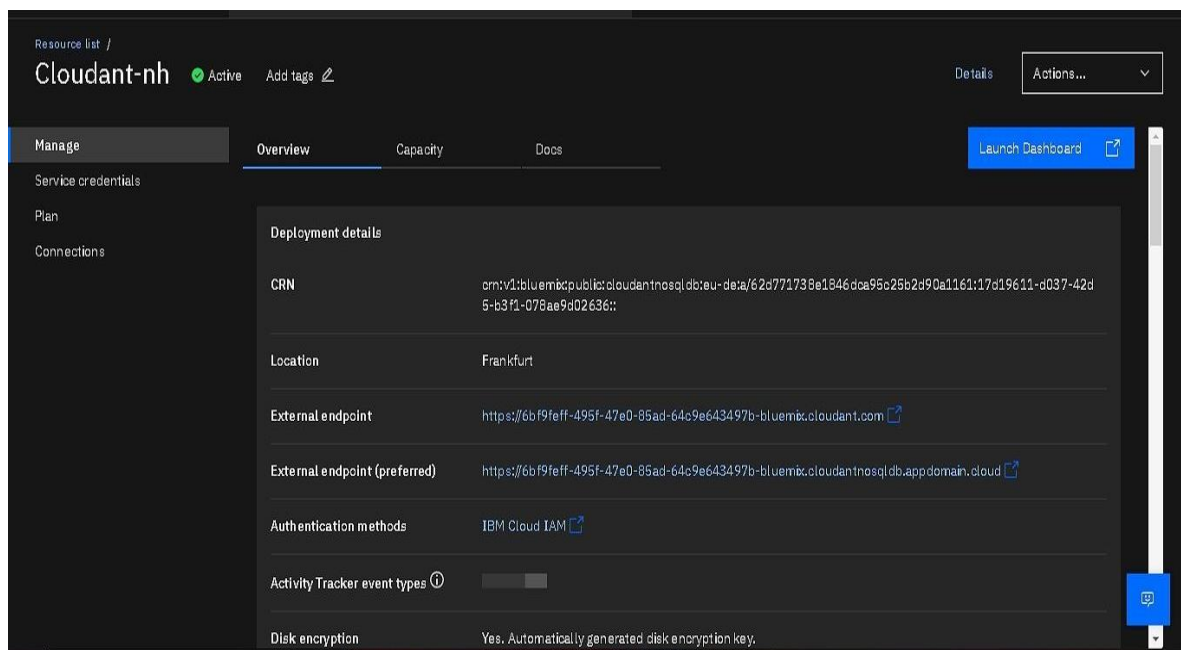 Resource list /
Cloudant-nh Active Add tags
Details Actions...
Manage
Service credentials
Plan
Connections
Overview Capacity Docs
Launch Dashboard
Deployment details
CRN crn:v1:bluemix:public:cloudantnosqldb:eu-de:a/62d771738e1846dca95c25b2d90a1161:17d19611-d037-42d
5-b3f1-078ae9d02636::
Location Frankfurt
External endpoint https://6bf9feff-495f-47e0-85ad-64c9e643497b-bluemix.cloudant.com
External endpoint (preferred) https://6bf9feff-495f-47e0-85ad-64c9e643497b-bluemix.cloudantnosqldb.appdomain.cloud
Authentication methods IBM Cloud IAM
Activity Tracker event types
Disk encryption Yes. Automatically generated disk encryption key.